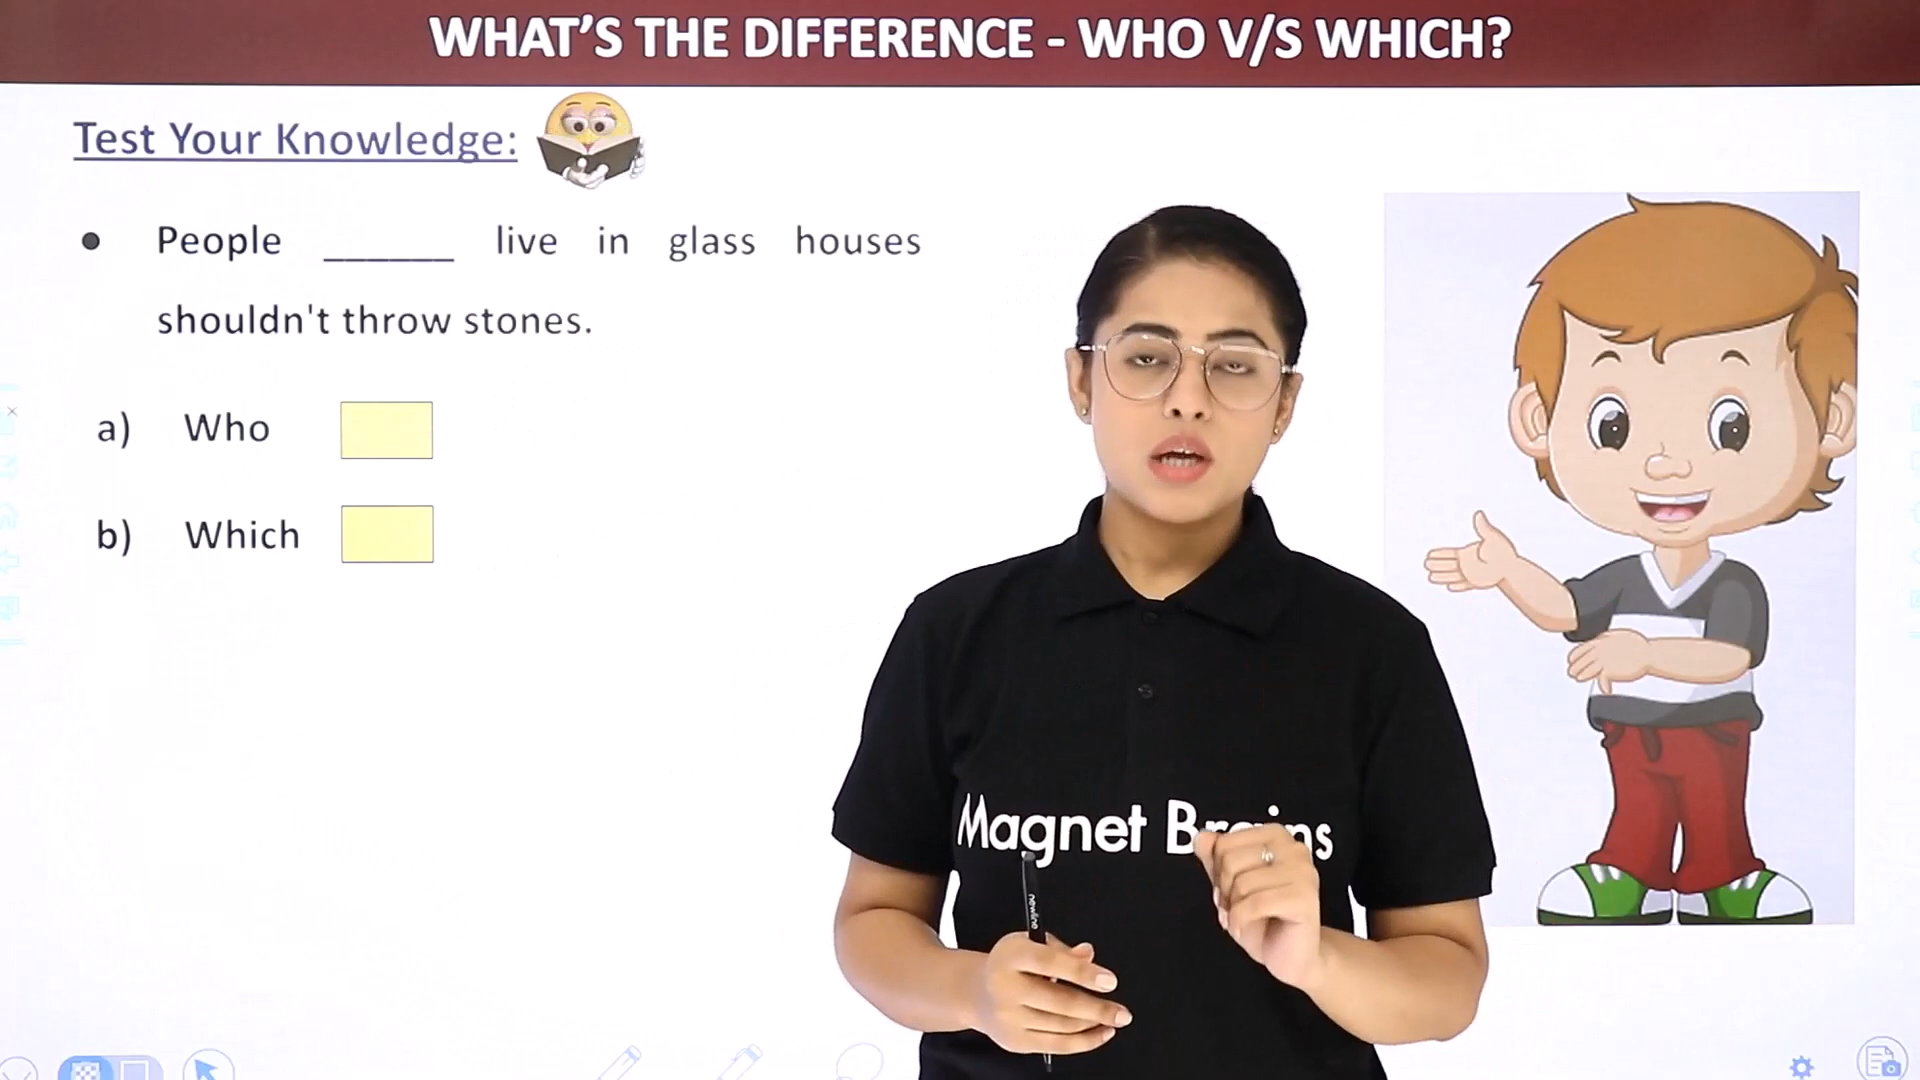 WHAT'S THE DIFFERENCE - WHO V/S WHICH?
Test Your Knowledge:
● People ______ live in glass houses
shouldn't throw stones.
a) Who
b) Which
Magnet Brains
newline